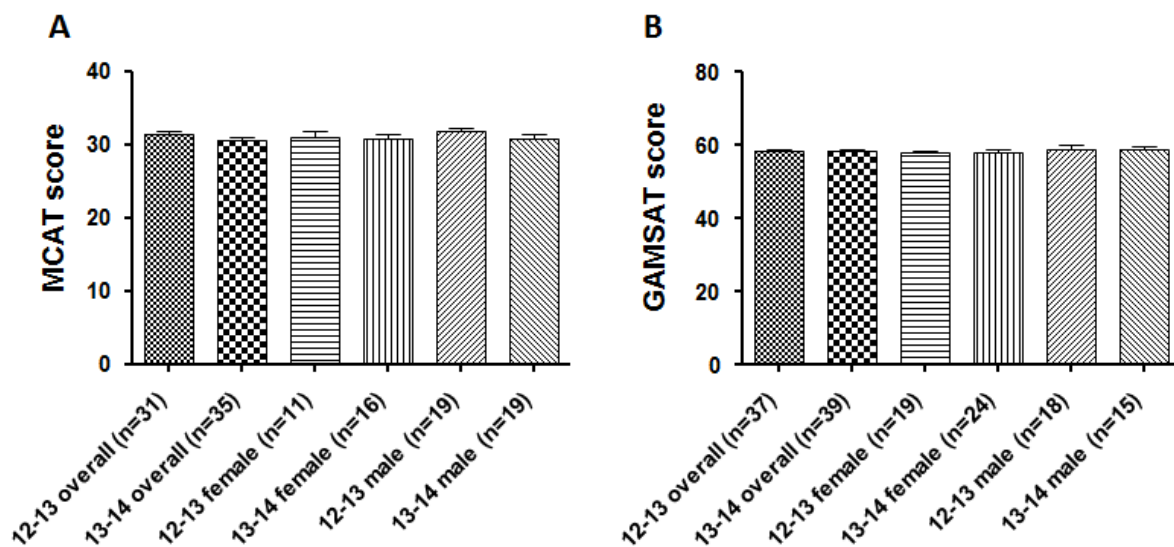 A
MCAT score
40
30
20
10
0
12-13 overall (n=31)
13-14 overall (n=35)
12-13 female (n=11)
13-14 female (n=16)
12-13 male (n=19)
13-14 male (n=19)
B
GAMSAT score
80
60
40
20
0
12-13 overall (n=37)
13-14 overall (n=39)
12-13 female (n=19)
13-14 female (n=24)
12-13 male (n=18)
13-14 male (n=15)